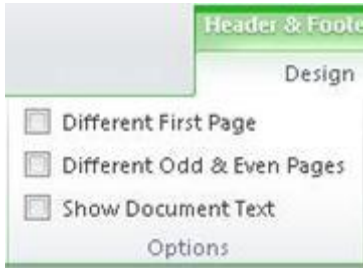 Header & Foote
Design
Different First Page
Different Odd & Even Pages
Show Document Text
Options